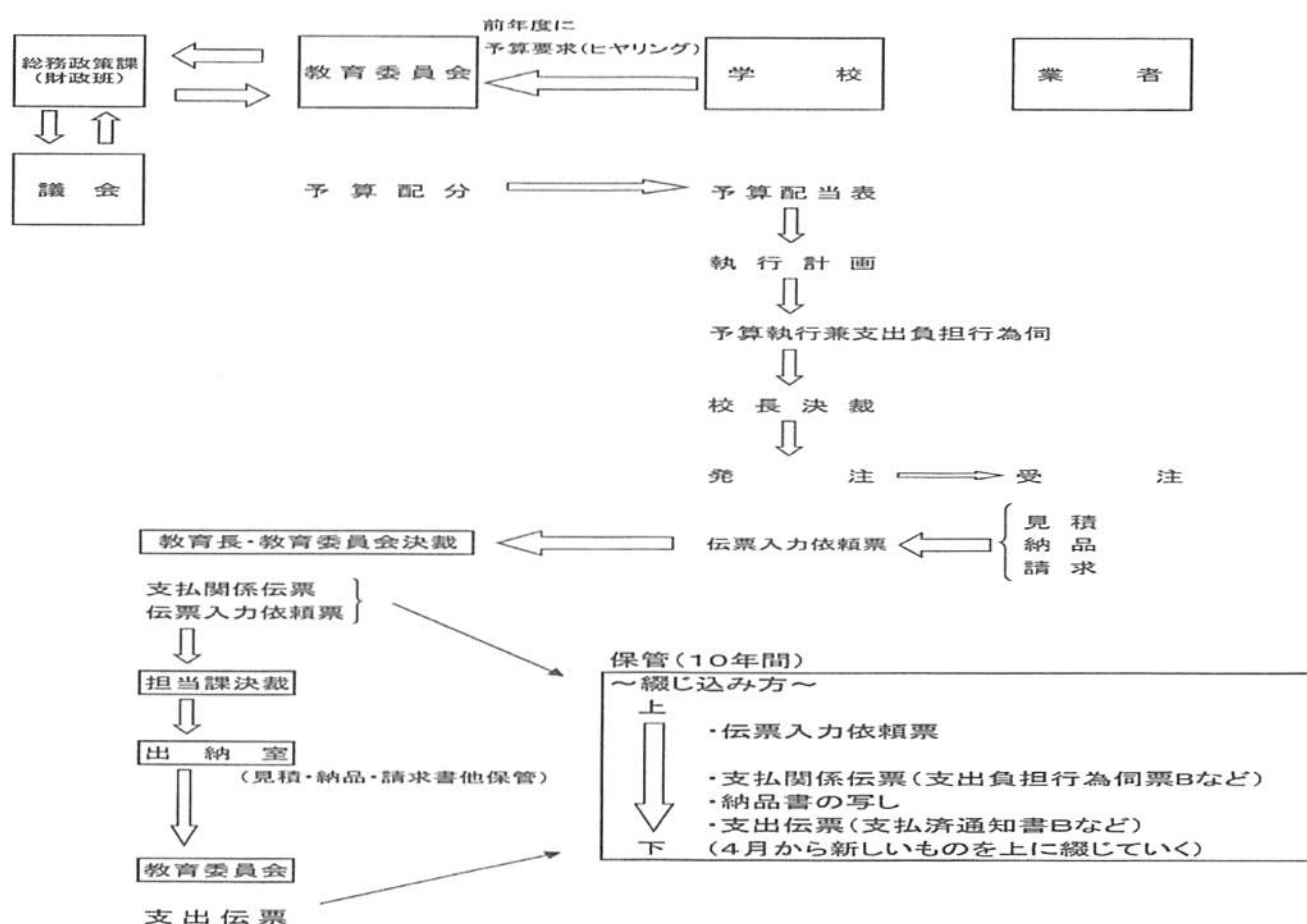 前年度に
予算要求(ヒヤリング)
総務政策課
(財政班)
教育委員会
学　　校
業　　者
議　会
予　算　配　分
予算配当表
執行計画
予算執行兼支出負担行為伺
校長決裁
発　　　　注
受　　　　注
見　積
納　品
請　求
伝票入力依頼票
教育長・教育委員会決裁
支払関係伝票
伝票入力依頼票
担当課決裁
出　納　室
(見積・納品・請求書他保管)
教育委員会
支出伝票
保管(10年間)
～綴じ込み方～
上
・伝票入力依頼票
・支払関係伝票(支出負担行為伺票Bなど)
・納品書の写し
・支出伝票(支払済通知書Bなど)
下　(4月から新しいものを上に綴じていく)